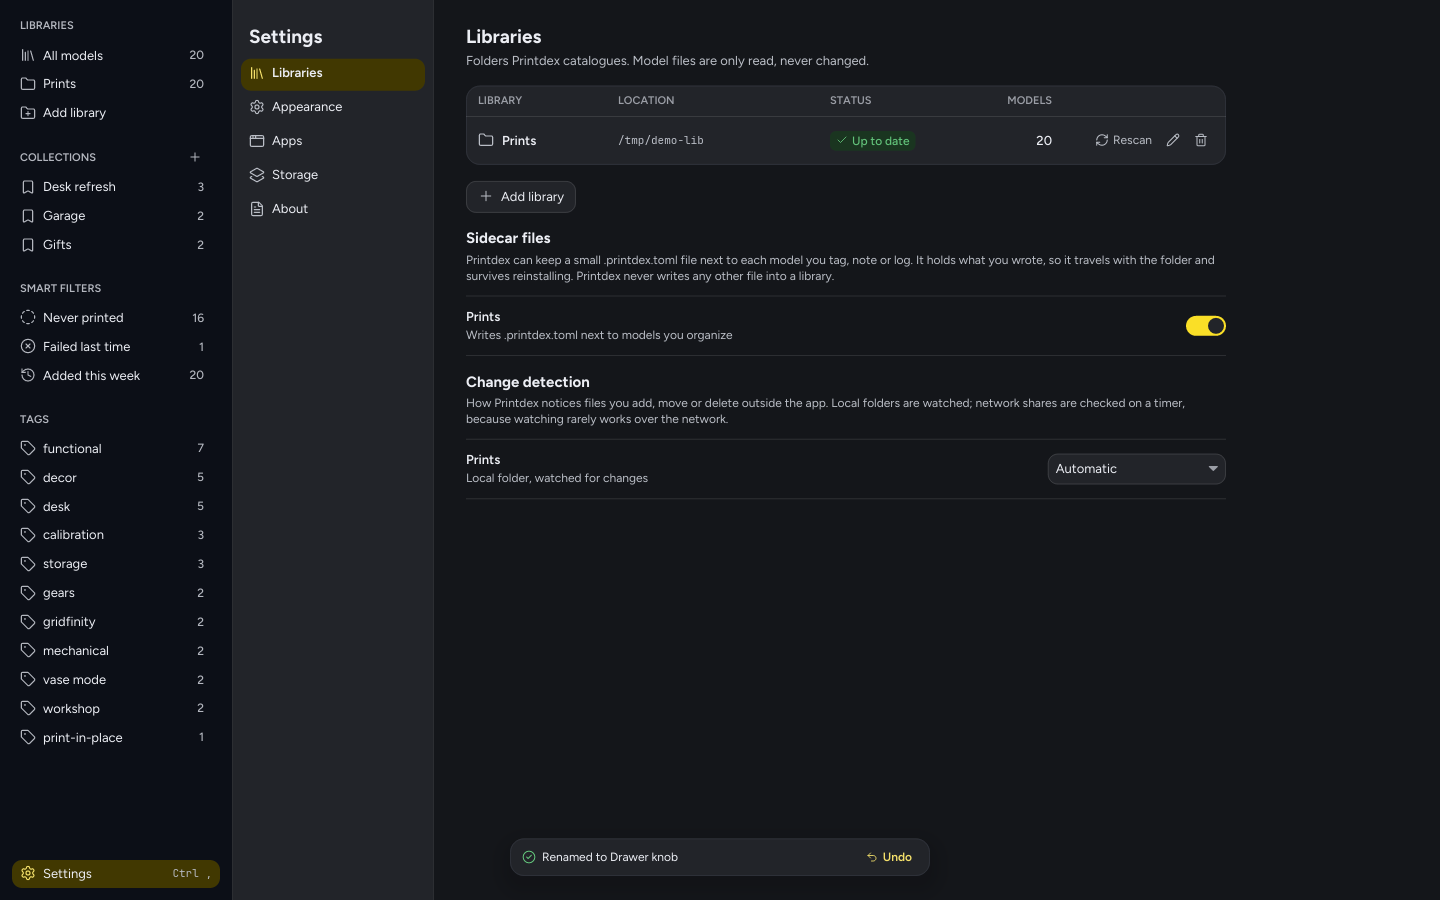 LIBRARIES
All models 20
Prints 20
Add library
COLLECTIONS
Desk refresh 3
Garage 2
Gifts 2
SMART FILTERS
Never printed 16
Failed last time 1
Added this week 20
TAGS
functional 7
decor 5
desk 5
calibration 3
storage 3
gears 2
gridfinity 2
mechanical 2
vase mode 2
workshop 2
print-in-place 1
Settings Ctrl ,
Settings
Libraries
Appearance
Apps
Storage
About
Libraries
Folders Printdex catalogues. Model files are only read, never changed.
LIBRARY LOCATION STATUS MODELS
Prints /tmp/demo-lib Up to date 20 Rescan
Add library
Sidecar files
Printdex can keep a small .printdex.toml file next to each model you tag, note or log. It holds what you wrote, so it travels with the folder and
survives reinstalling. Printdex never writes any other file into a library.
Prints
Writes .printdex.toml next to models you organize
Change detection
How Printdex notices files you add, move or delete outside the app. Local folders are watched; network shares are checked on a timer,
because watching rarely works over the network.
Prints
Local folder, watched for changes
Automatic
Renamed to Drawer knob Undo